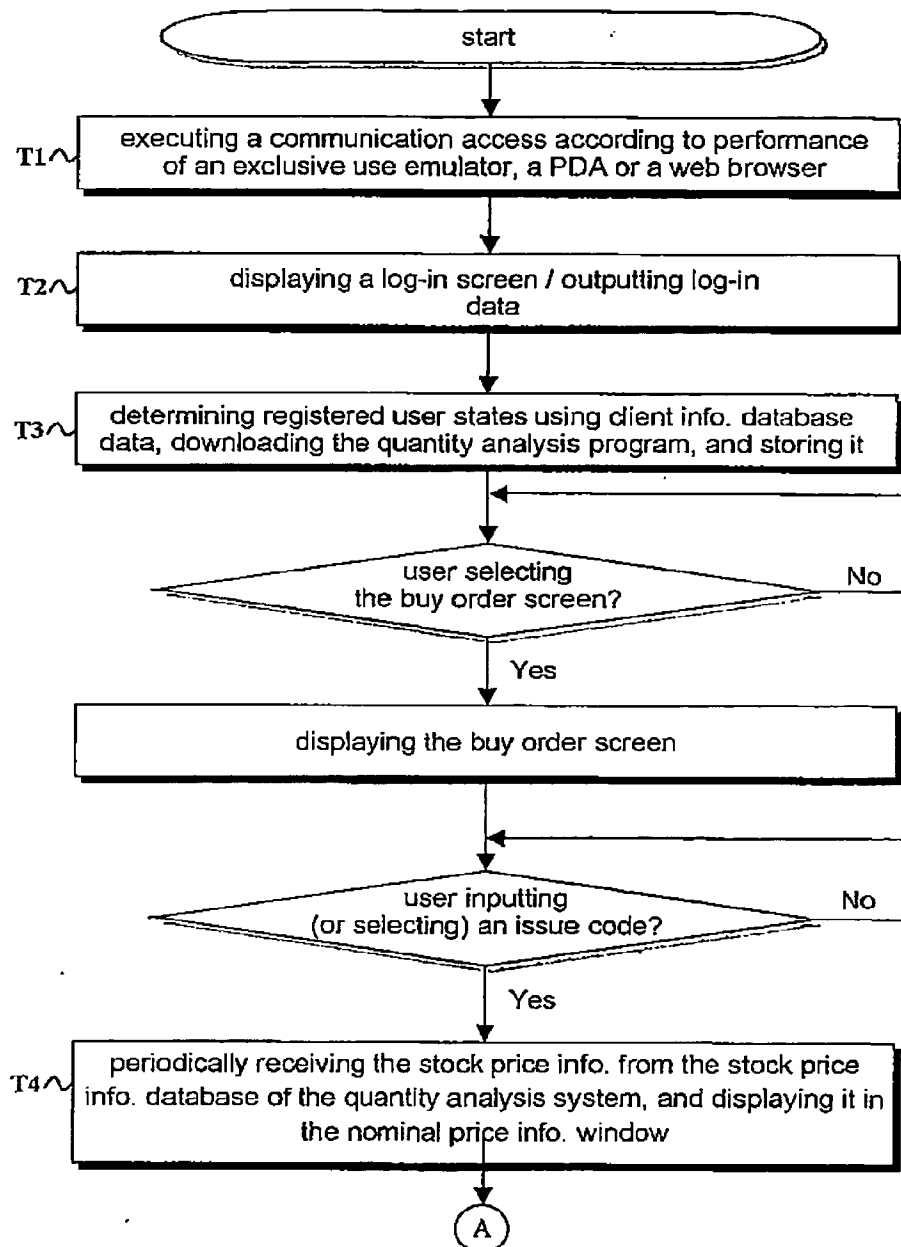 start
T1
executing a communication access according to performance
of an exclusive use emulator, a PDA or a web browser
T2
displaying a log-in screen / outputting log-in
data
T3
determining registered user states using client info. database
data, downloading the quantity analysis program, and storing it
user selecting
the buy order screen?
No
Yes
displaying the buy order screen
user inputting
(or selecting) an issue code?
No
Yes
T4
periodically receiving the stock price info. from the stock price
info. database of the quantity analysis system, and displaying it in
the nominal price info. window
A